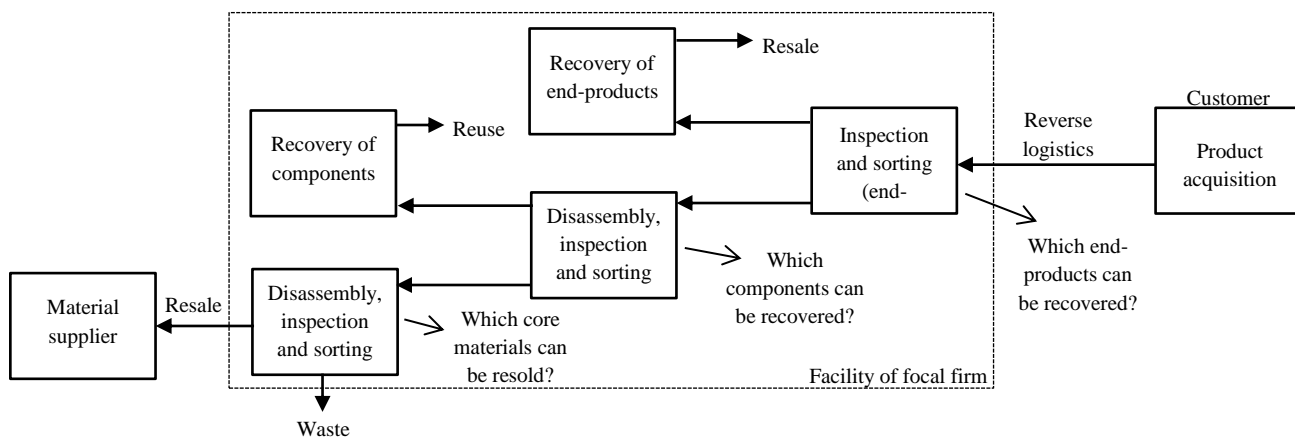 Recovery of
end-products
Resale
Recovery of
components
Reuse
Inspection
and sorting
(end-
Reverse
logistics
Customer
Product
acquisition
Disassembly,
inspection
and sorting
Which
components can
be recovered?
Which end-
products can
be recovered?
Material
supplier
Resale
Disassembly,
inspection
and sorting
Which core
materials can
be resold?
Facility of focal firm
Waste